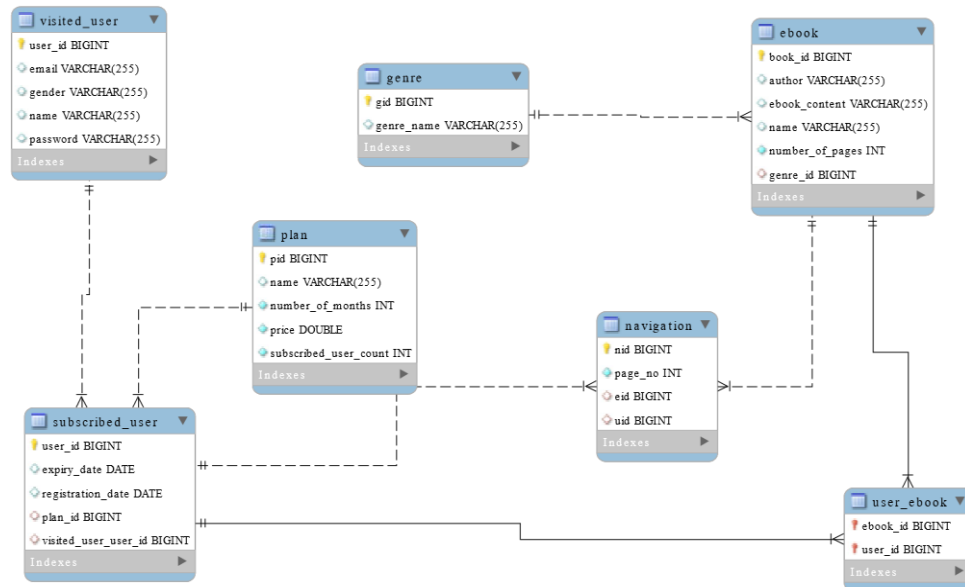 visited_user
user_id BIGINT
email VARCHAR(255)
gender VARCHAR(255)
name VARCHAR(255)
password VARCHAR(255)
Indexes
genre
gid BIGINT
genre_name VARCHAR(255)
Indexes
ebook
book_id BIGINT
author VARCHAR(255)
ebook_content VARCHAR(255)
name VARCHAR(255)
number_of_pages INT
genre_id BIGINT
Indexes
plan
pid BIGINT
name VARCHAR(255)
number_of_months INT
price DOUBLE
subscribed_user_count INT
Indexes
navigation
nid BIGINT
page_no INT
eid BIGINT
uid BIGINT
Indexes
subscribed_user
user_id BIGINT
expiry_date DATE
registration_date DATE
plan_id BIGINT
visited_user_user_id BIGINT
Indexes
user_ebook
ebook_id BIGINT
user_id BIGINT
Indexes